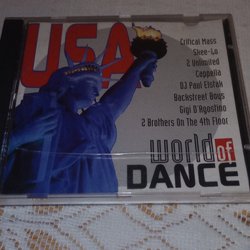 USA
Critical Mass
Skee-Lo
2 Unlimited
Cappella
DJ Paul Elstak
Backstreet Boys
Gigi D'Agostino
2 Brothers On The 4th Floor
world of
DANCE